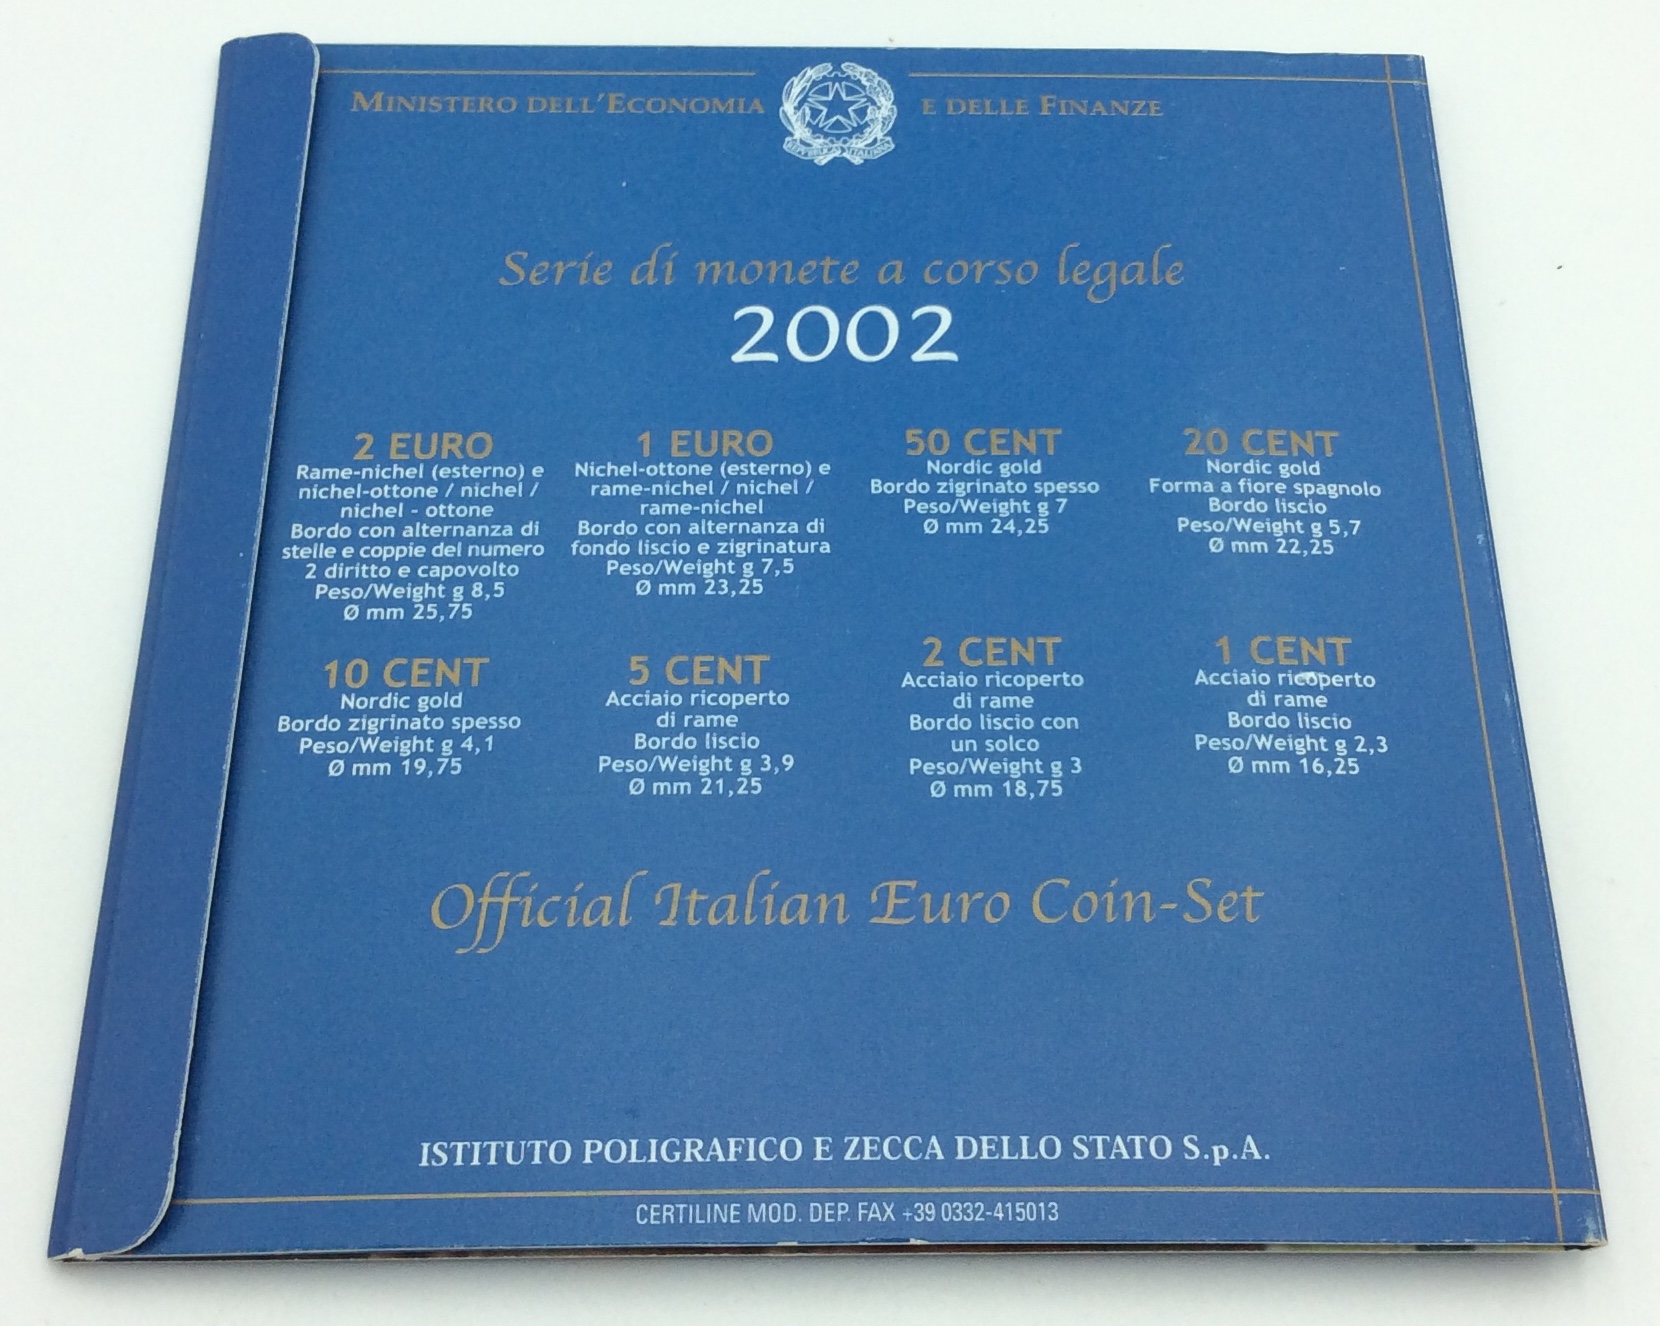 MINISTERO DELL'ECONOMIA E DELLE FINANZE
REPVBBLICA ITALIANA
Serie di monete a corso legale
2002
2 EURO
Rame-nichel (esterno) e
nichel-ottone / nichel /
nichel - ottone
Bordo con alternanza di
stelle e coppie del numero
2 diritto e capovolto
Peso/Weight g 8,5
Ø mm 25,75
1 EURO
Nichel-ottone (esterno) e
rame-nichel / nichel /
rame-nichel
Bordo con alternanza di
fondo liscio e zigrinatura
Peso/Weight g 7,5
Ø mm 23,25
50 CENT
Nordic gold
Bordo zigrinato spesso
Peso/Weight g 7
Ø mm 24,25
20 CENT
Nordic gold
Forma a fiore spagnolo
Bordo liscio
Peso/Weight g 5,7
Ø mm 22,25
10 CENT
Nordic gold
Bordo zigrinato spesso
Peso/Weight g 4,1
Ø mm 19,75
5 CENT
Acciaio ricoperto
di rame
Bordo liscio
Peso/Weight g 3,9
Ø mm 21,25
2 CENT
Acciaio ricoperto
di rame
Bordo liscio con
un solco
Peso/Weight g 3
Ø mm 18,75
1 CENT
Acciaio ricoperto
di rame
Bordo liscio
Peso/Weight g 2,3
Ø mm 16,25
Official Italian Euro Coin-Set
ISTITUTO POLIGRAFICO E ZECCA DELLO STATO S.p.A.
CERTILINE MOD. DEP. FAX +39 0332-415013